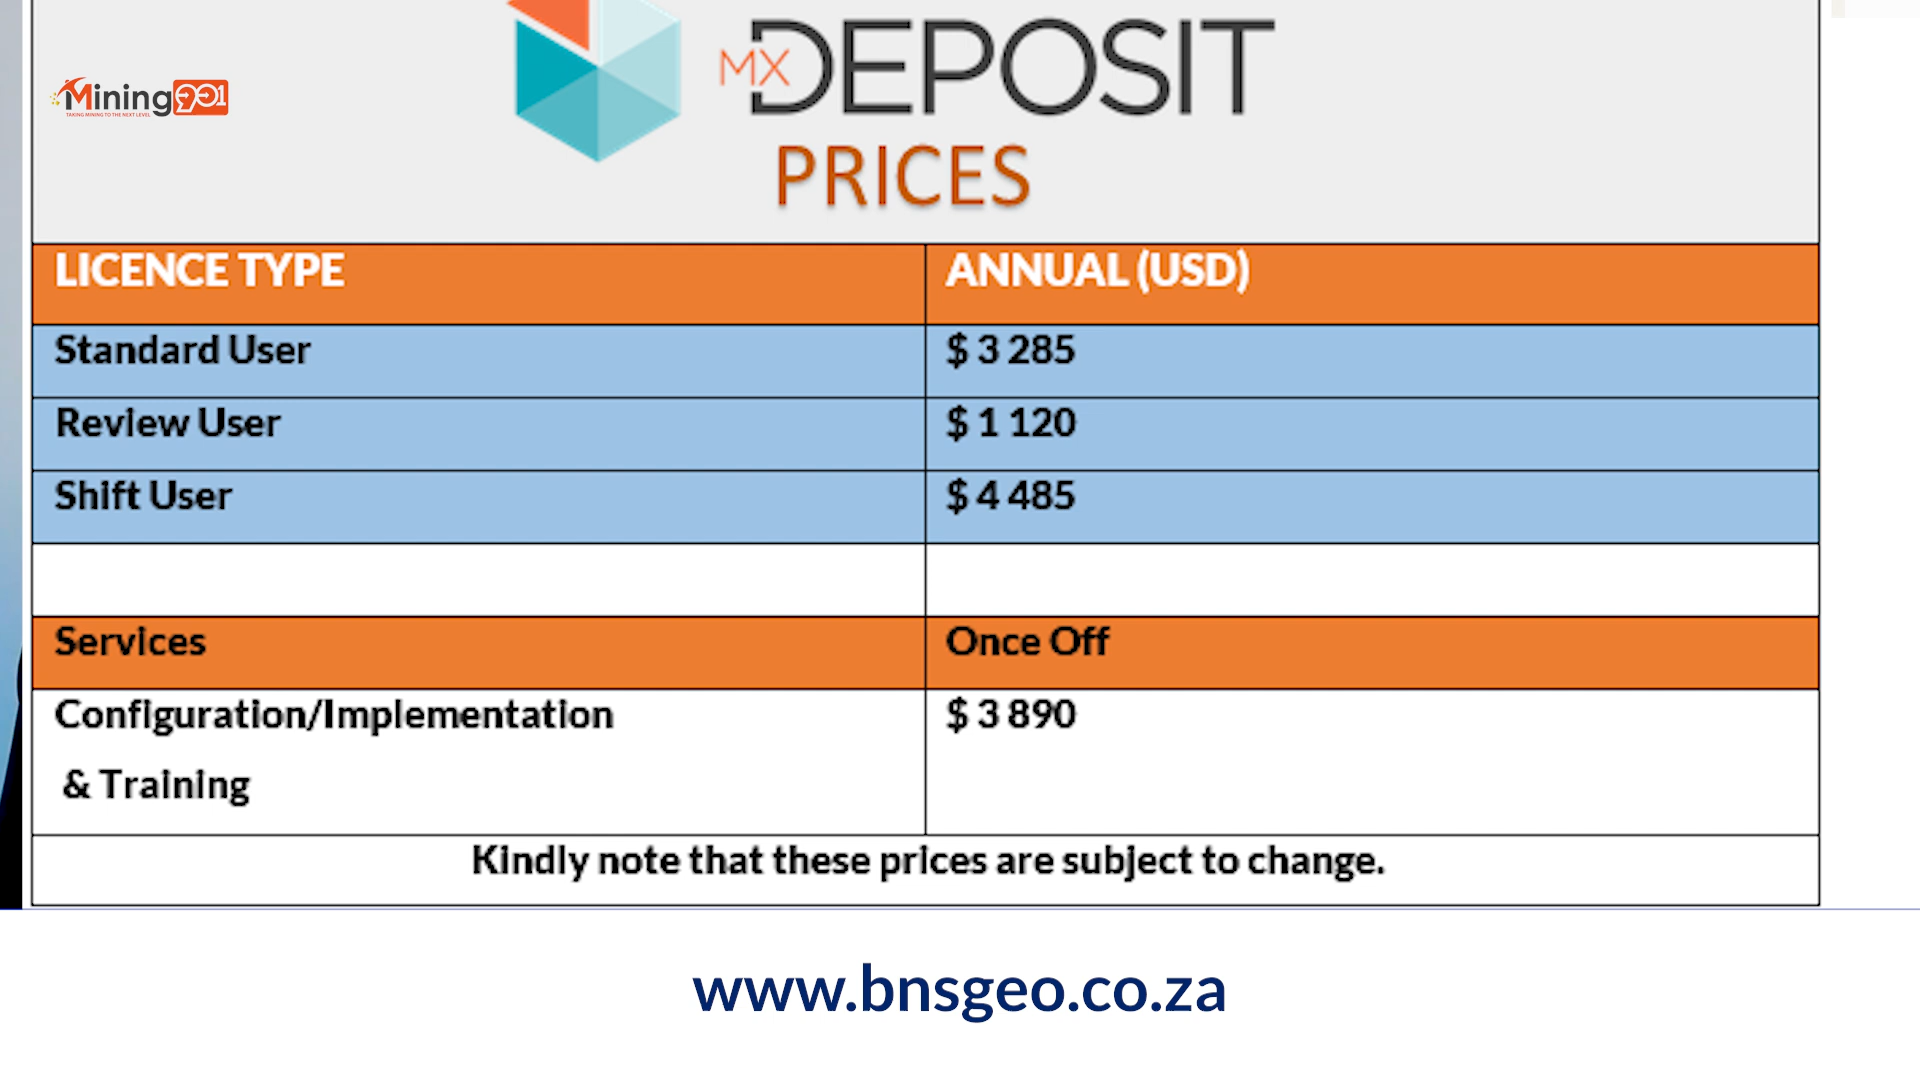 MX DEPOSIT
Mining901
TAKING MINING TO THE NEXT LEVEL
PRICES
LICENCE TYPE ANNUAL (USD)
Standard User $ 3 285
Review User $ 1 120
Shift User $ 4 485
Services Once Off
Configuration/Implementation $ 3 890
& Training
Kindly note that these prices are subject to change.
www.bnsgeo.co.za